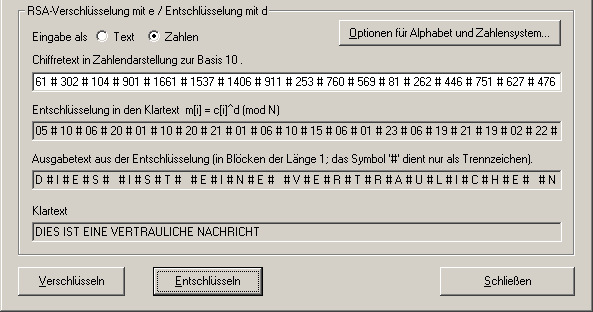 RSA-Verschlüsselung mit e / Entschlüsselung mit d
Eingabe als Text Zahlen Optionen für Alphabet und Zahlensystem...
Chiffretext in Zahlendarstellung zur Basis 10 .
61 # 302 # 104 # 901 # 1661 # 1537 # 1406 # 911 # 253 # 760 # 569 # 81 # 262 # 446 # 751 # 627 # 476
Entschlüsselung in den Klartext m[i] = c[i]^d (mod N)
05 # 10 # 06 # 20 # 01 # 10 # 20 # 21 # 01 # 06 # 10 # 15 # 06 # 01 # 23 # 06 # 19 # 21 # 19 # 02 # 22 #
Ausgabetext aus der Entschlüsselung (in Blöcken der Länge 1; das Symbol '#' dient nur als Trennzeichen).
D # I # E # S # # I # S # T # # E # I # N # E # # V # E # R # T # R # A # U # L # I # C # H # E # # N
Klartext
DIES IST EINE VERTRAULICHE NACHRICHT
Verschlüsseln Entschlüsseln Schließen